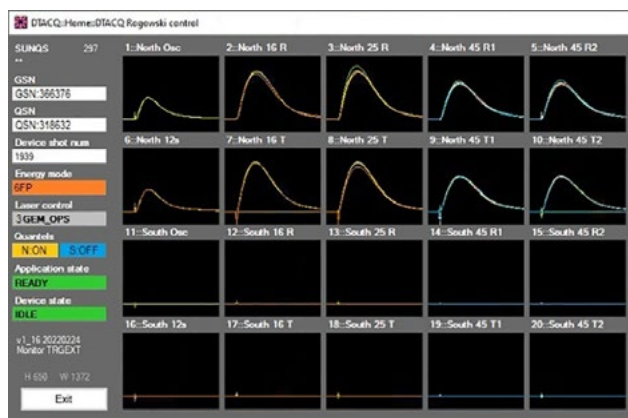 DTACQ::Home::DTACQ Rogowski control
SUNQS 297
**
GSN
GSN:366376
QSN
QSN:318632
Device shot num
1939
Energy mode
6FP
Laser control
3 GEM_OPS
Quantels
N:ON S:OFF
Application state
READY
Device state
IDLE
v1_16 20220224
Monitor TRGEXT
H 650 W 1372
Exit
1::North Osc 2::North 16 R 3::North 25 R 4::North 45 R1 5::North 45 R2
6::North 12s 7::North 16 T 8::North 25 T 9::North 45 T1 10::North 45 T2
11::South Osc 12::South 16 R 13::South 25 R 14::South 45 R1 15::South 45 R2
16::South 12s 17::South 16 T 18::South 25 T 19::South 45 T1 20::South 45 T2